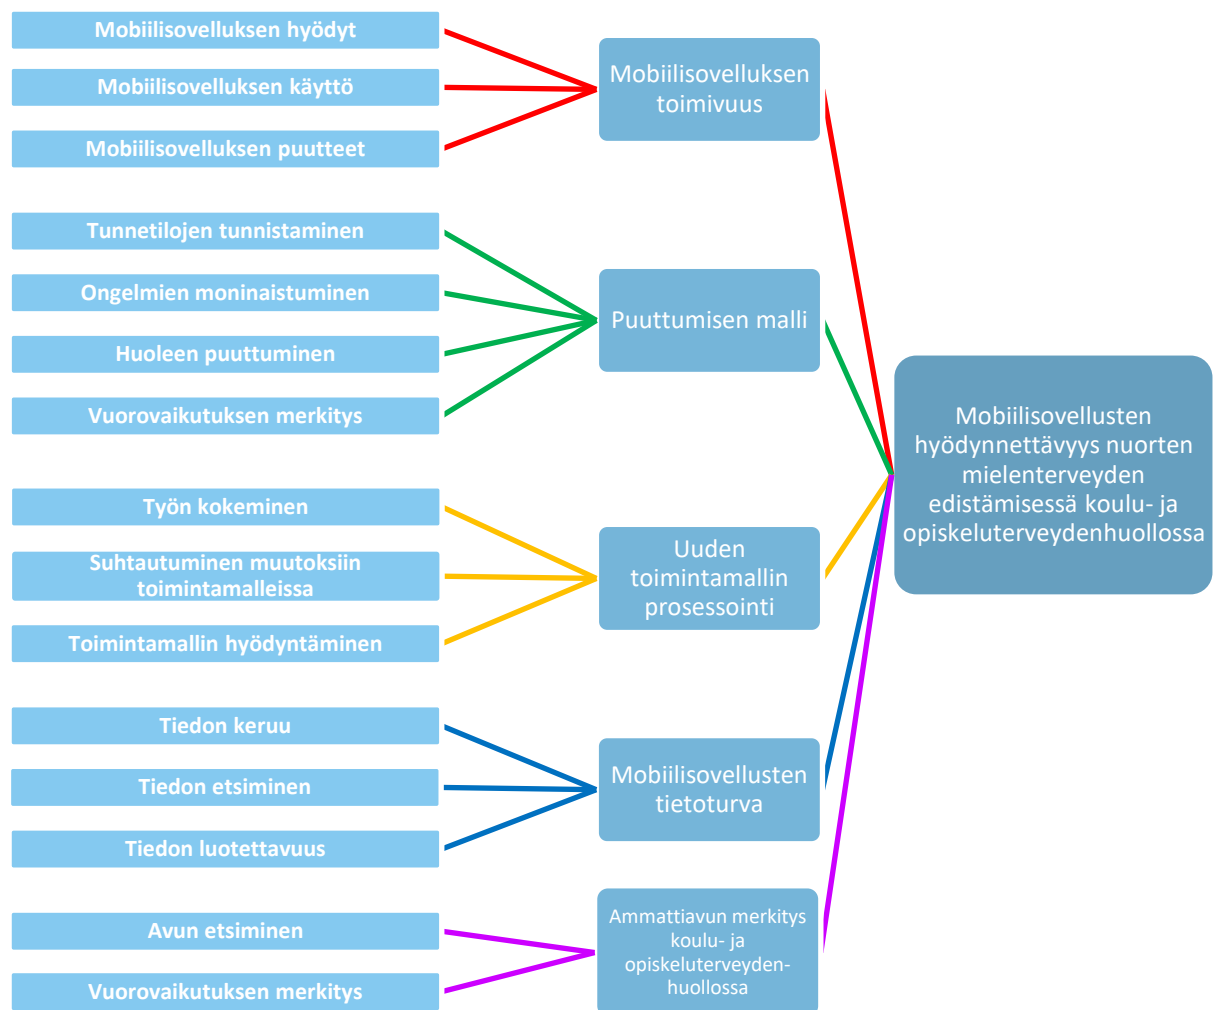 Mobiilisovelluksen hyödyt
Mobiilisovelluksen käyttö
Mobiilisovelluksen puutteet
Mobiilisovelluksen
toimivuus
Tunnetilojen tunnistaminen
Ongelmien moninaistuminen
Huoleen puuttuminen
Vuorovaikutuksen merkitys
Puuttumisen malli
Työn kokeminen
Suhtautuminen muutoksiin
toimintamalleissa
Toimintamallin hyödyntäminen
Uuden
toimintamallin
prosessointi
Tiedon keruu
Tiedon etsiminen
Tiedon luotettavuus
Mobiilisovellusten
tietoturva
Avun etsiminen
Vuorovaikutuksen merkitys
Ammattiavun merkitys
koulu- ja
opiskeluterveyden-
huollossa
Mobiilisovellusten
hyödynnettävyys nuorten
mielenterveyden
edistämisessä koulu- ja
opiskeluterveydenhuollossa